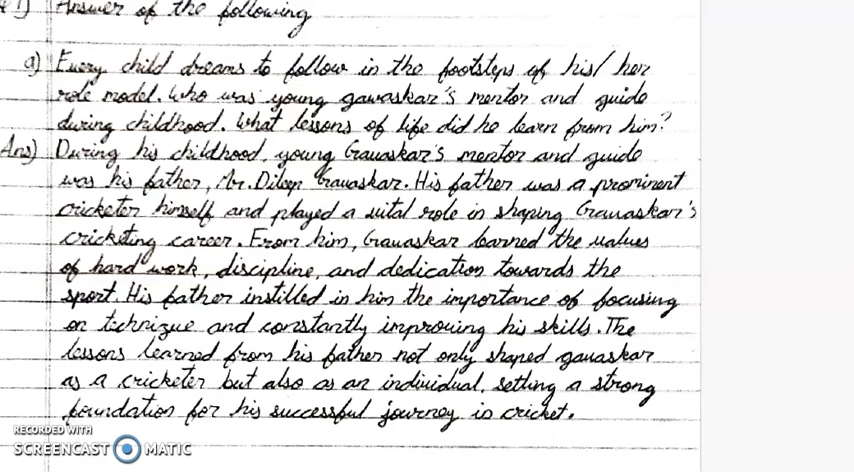 Q1) Answer of the following
a) Every child dreams to follow in the footsteps of his/ her
role model. Who was young gavaskar's mentor and guide
during childhood. What lessons of life did he learn from him?
Ans) During his childhood, young Gravaskar's mentor and guide
was his father, Mr. Dileep Gravaskar. His father was a prominent
cricketer himself and played a vital role in shaping Gravaskar's
cricketing career. From him, Gravaskar learned the values
of hard work, discipline, and dedication towards the
sport. His father instilled in him the importance of focusing
on technique and constantly improving his skills. The
lessons learned from his father not only shaped gavaskar
as a cricketer but also as an individual, setting a strong
foundation for his successful journey in cricket.
RECORDED WITH
SCREENCAST MATIC